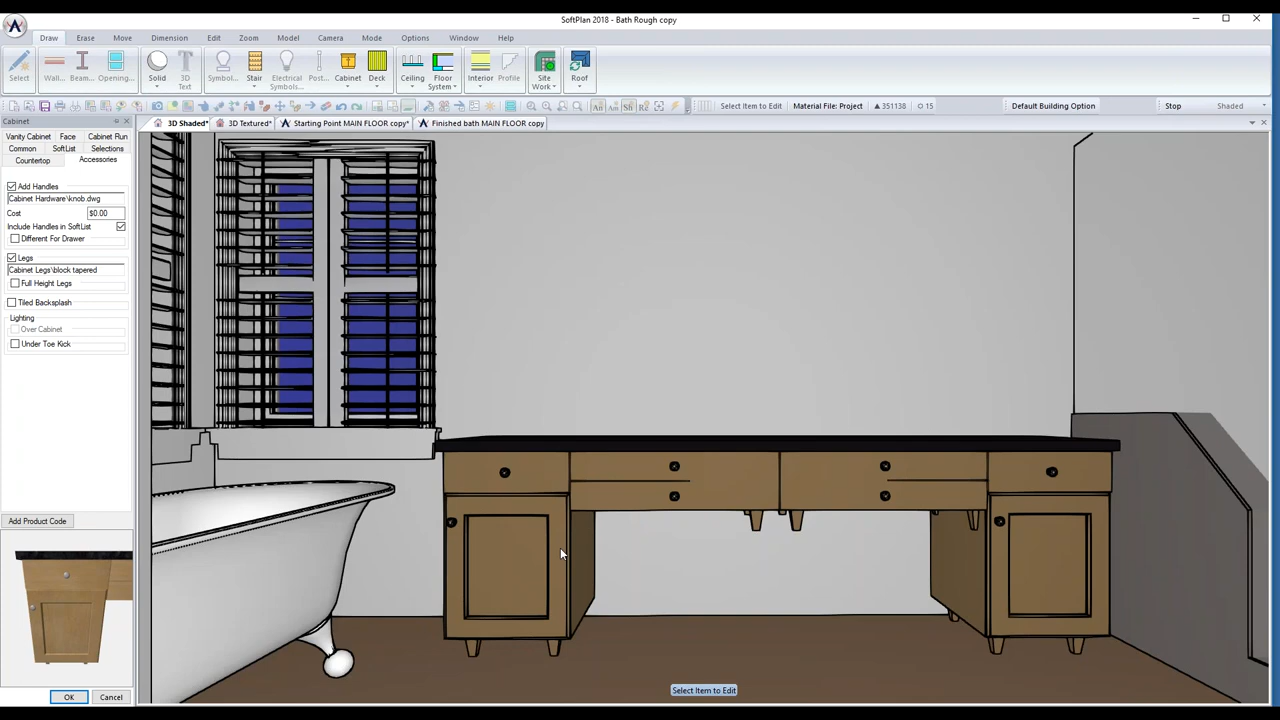 SoftPlan 2018 - Bath Rough copy
Draw Erase Move Dimension Edit Zoom Model Camera Mode Options Window Help
Select Wall... Beam... Opening... Solid 3D Text Symbol... Stair Electrical Symbols... Post... Cabinet Deck Ceiling Floor System Interior Profile Site Work Roof
Select Item to Edit Material File: Project 351138 15 Default Building Option Stop Shaded
Cabinet
3D Shaded* 3D Textured* Starting Point MAIN FLOOR copy* Finished bath MAIN FLOOR copy
Vanity Cabinet Face Cabinet Run
Common SoftList Selections
Countertop Accessories
Add Handles
Cabinet Hardware\knob.dwg
Cost $0.00
Include Handles in SoftList
Different For Drawer
Legs
Cabinet Legs\block tapered
Full Height Legs
Tiled Backsplash
Lighting
Over Cabinet
Under Toe Kick
Add Product Code
OK Cancel
Select Item to Edit